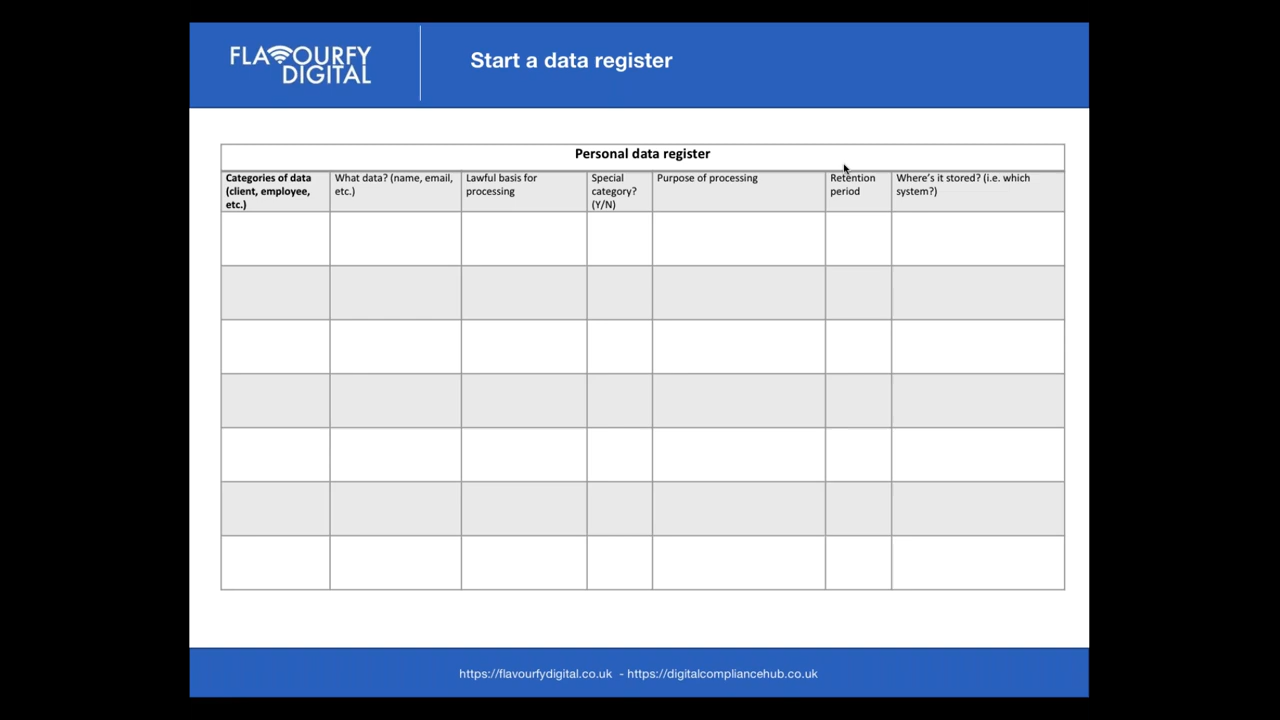 FLAVOURFY
DIGITAL
Start a data register
Personal data register
Categories of data
(client, employee,
etc.)
What data? (name, email,
etc.)
Lawful basis for
processing
Special
category?
(Y/N)
Purpose of processing
Retention
period
Where’s it stored? (i.e. which
system?)
https://flavourfydigital.co.uk - https://digitalcompliancehub.co.uk